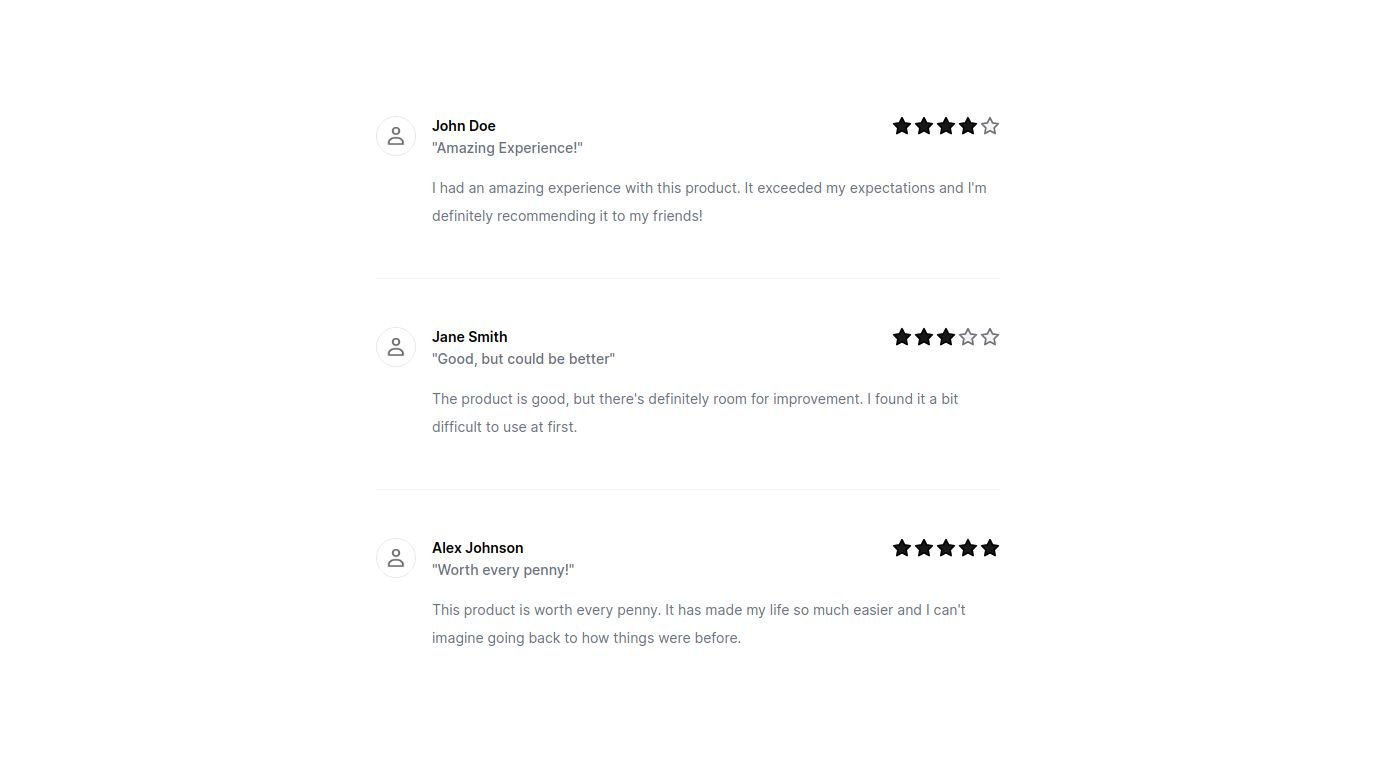 John Doe
"Amazing Experience!"
I had an amazing experience with this product. It exceeded my expectations and I'm
definitely recommending it to my friends!
Jane Smith
"Good, but could be better"
The product is good, but there's definitely room for improvement. I found it a bit
difficult to use at first.
Alex Johnson
"Worth every penny!"
This product is worth every penny. It has made my life so much easier and I can't
imagine going back to how things were before.